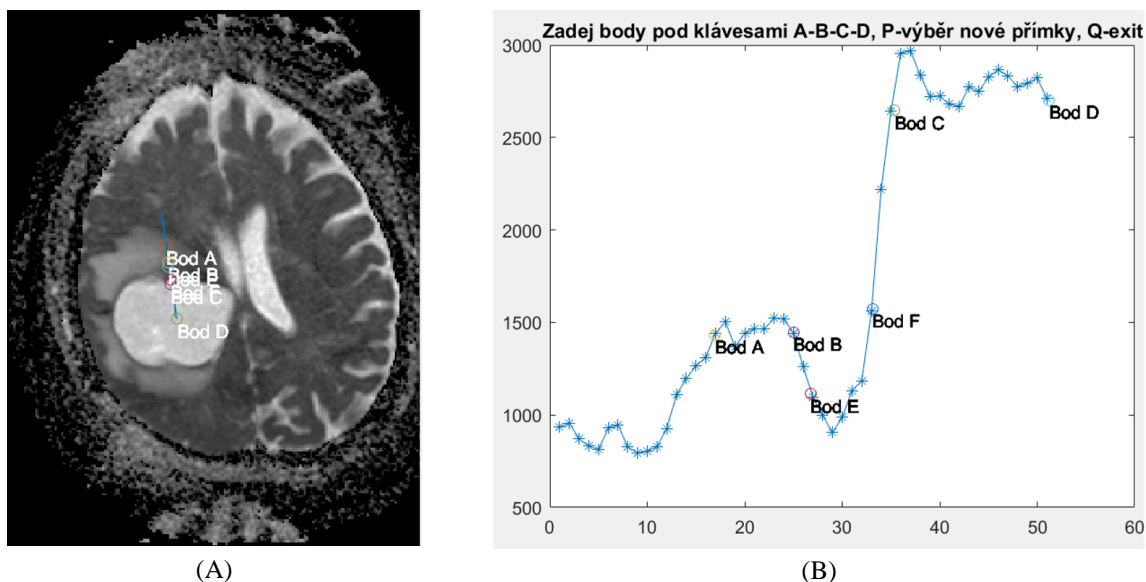 Bod A
Bod B
Bod E
Bod C
Bod D
(A)
Zadej body pod klávesami A-B-C-D, P-výběr nové přímky, Q-exit
3000
2500
2000
1500
1000
500
0
10
20
30
40
50
60
Bod A
Bod B
Bod E
Bod F
Bod C
Bod D
(B)